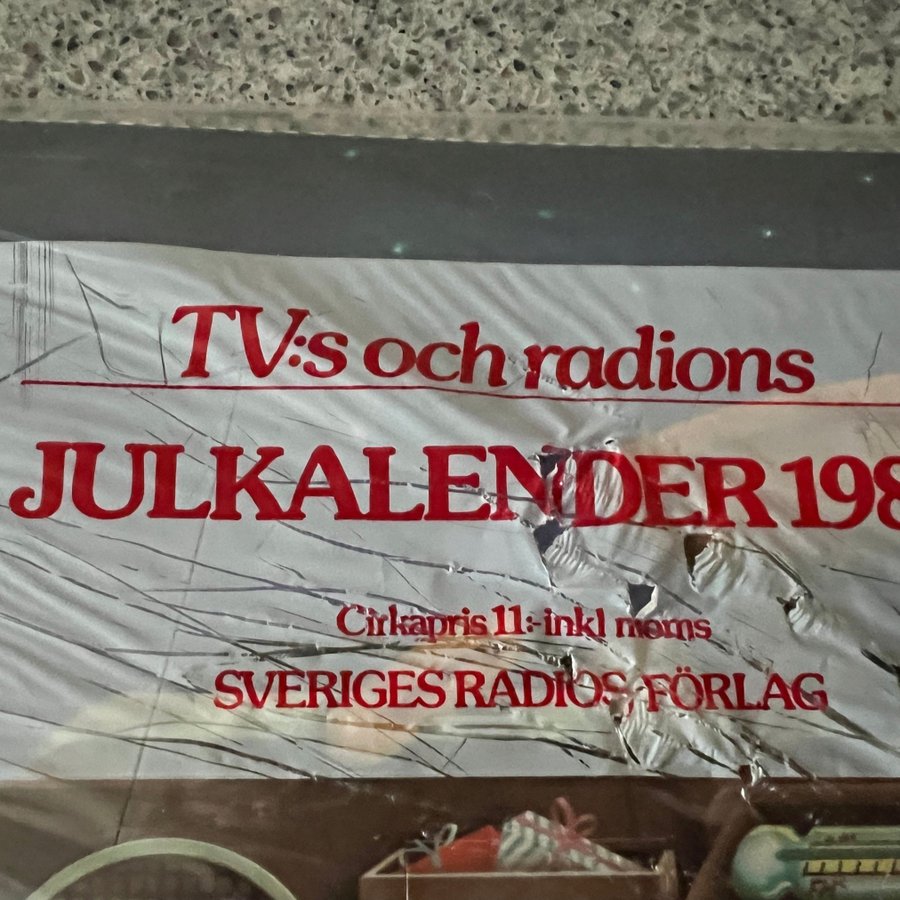 TV:s och radions
JULKALENDER 198
Cirkapris 11:-inkl moms
SVERIGES RADIOS FÖRLAG